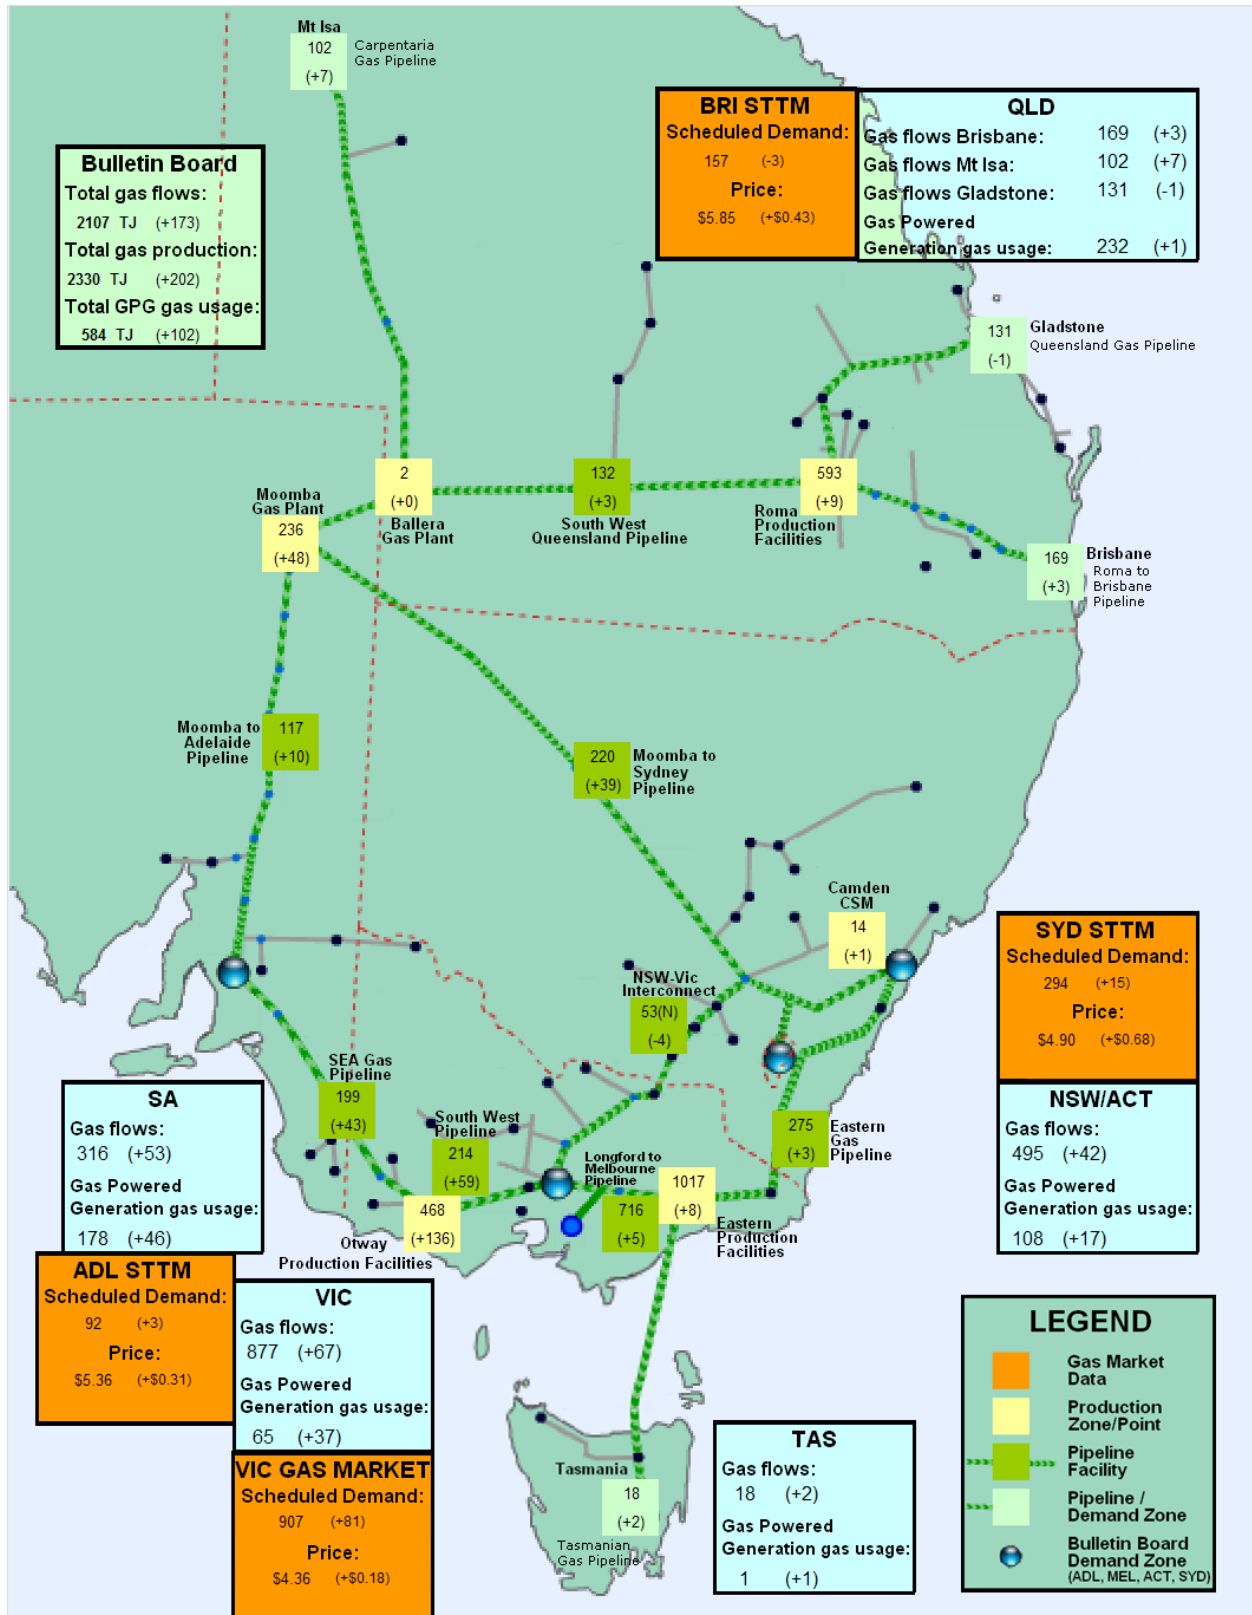 Mt Isa
102
(+7)
Carpentaria
Gas Pipeline
Bulletin Board
Total gas flows:
2107 TJ (+173)
Total gas production:
2330 TJ (+202)
Total GPG gas usage:
584 TJ (+102)
BRI STTM
Scheduled Demand:
157 (-3)
Price:
$5.85 (+$0.43)
QLD
Gas flows Brisbane: 169 (+3)
Gas flows Mt Isa: 102 (+7)
Gas flows Gladstone: 131 (-1)
Gas Powered
Generation gas usage: 232 (+1)
131
(-1)
Gladstone
Queensland Gas Pipeline
2
(+0)
Ballera
Gas Plant
132
(+3)
South West
Queensland Pipeline
593
(+9)
Roma
Production
Facilities
Moomba
Gas Plant
236
(+48)
169
(+3)
Brisbane
Roma to
Brisbane
Pipeline
Moomba to
Adelaide
Pipeline
117
(+10)
220
(+39)
Moomba to
Sydney
Pipeline
Camden
CSM
14
(+1)
NSW-Vic
Interconnect
53(N)
(-4)
SYD STTM
Scheduled Demand:
294 (+15)
Price:
$4.90 (+$0.68)
NSW/ACT
Gas flows:
495 (+42)
Gas Powered
Generation gas usage:
108 (+17)
SEA Gas
Pipeline
199
(+43)
South West
Pipeline
214
(+59)
Longford to
Melbourne
Pipeline
716
(+5)
1017
(+8)
Eastern
Production
Facilities
275
(+3)
Eastern
Gas
Pipeline
468
(+136)
Otway
Production Facilities
SA
Gas flows:
316 (+53)
Gas Powered
Generation gas usage:
178 (+46)
ADL STTM
Scheduled Demand:
92 (+3)
Price:
$5.36 (+$0.31)
VIC
Gas flows:
877 (+67)
Gas Powered
Generation gas usage:
65 (+37)
VIC GAS MARKET
Scheduled Demand:
907 (+81)
Price:
$4.36 (+$0.18)
Tasmania
18
(+2)
Tasmanian
Gas Pipeline
TAS
Gas flows:
18 (+2)
Gas Powered
Generation gas usage:
1 (+1)
LEGEND
Gas Market
Data
Production
Zone/Point
Pipeline
Facility
Pipeline /
Demand Zone
Bulletin Board
Demand Zone
(ADL, MEL, ACT, SYD)